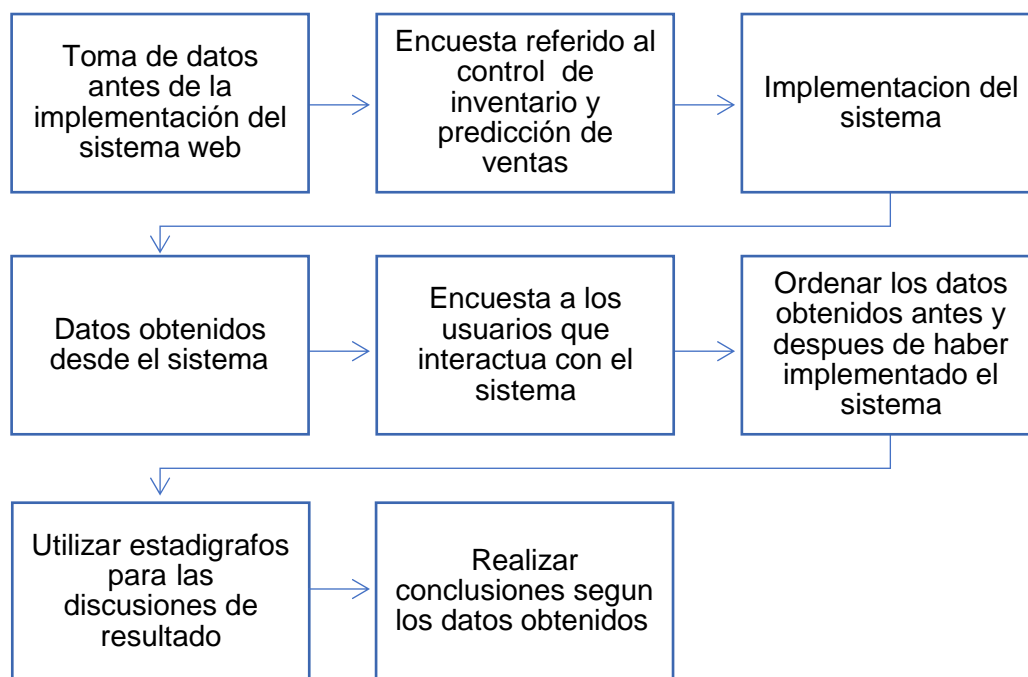 Toma de datos
antes de la
implementación del
sistema web
Encuesta referido al
control de
inventario y
predicción de
ventas
Implementacion del
sistema
Datos obtenidos
desde el sistema
Encuesta a los
usuarios que
interactua con el
sistema
Ordenar los datos
obtenidos antes y
despues de haber
implementado el
sistema
Utilizar estadigrafos
para las
discusiones de
resultado
Realizar
conclusiones segun
los datos obtenidos